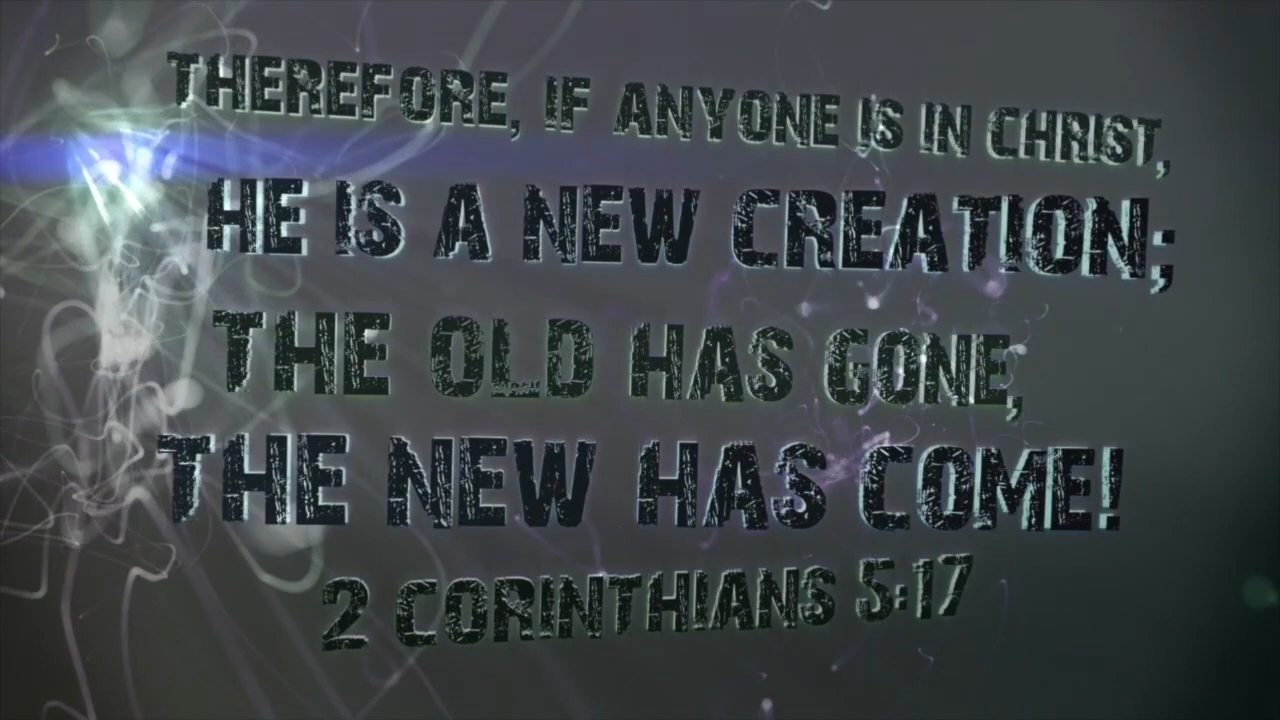 THEREFORE, IF ANYONE IS IN CHRIST,
HE IS A NEW CREATION;
THE OLD HAS GONE,
THE NEW HAS COME!
2 CORINTHIANS 5:17